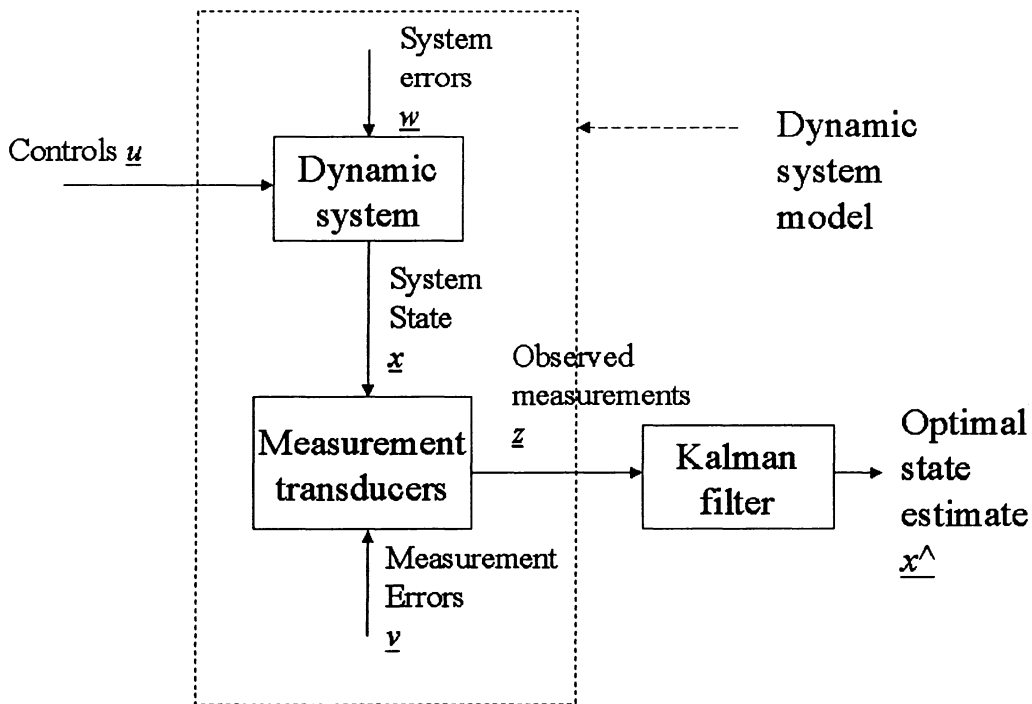 System
errors
w
Controls u
Dynamic
system
Dynamic
system
model
System
State
x
Observed
measurements
z
Measurement
transducers
Kalman
filter
Optimal
state
estimate
x^
Measurement
Errors
v